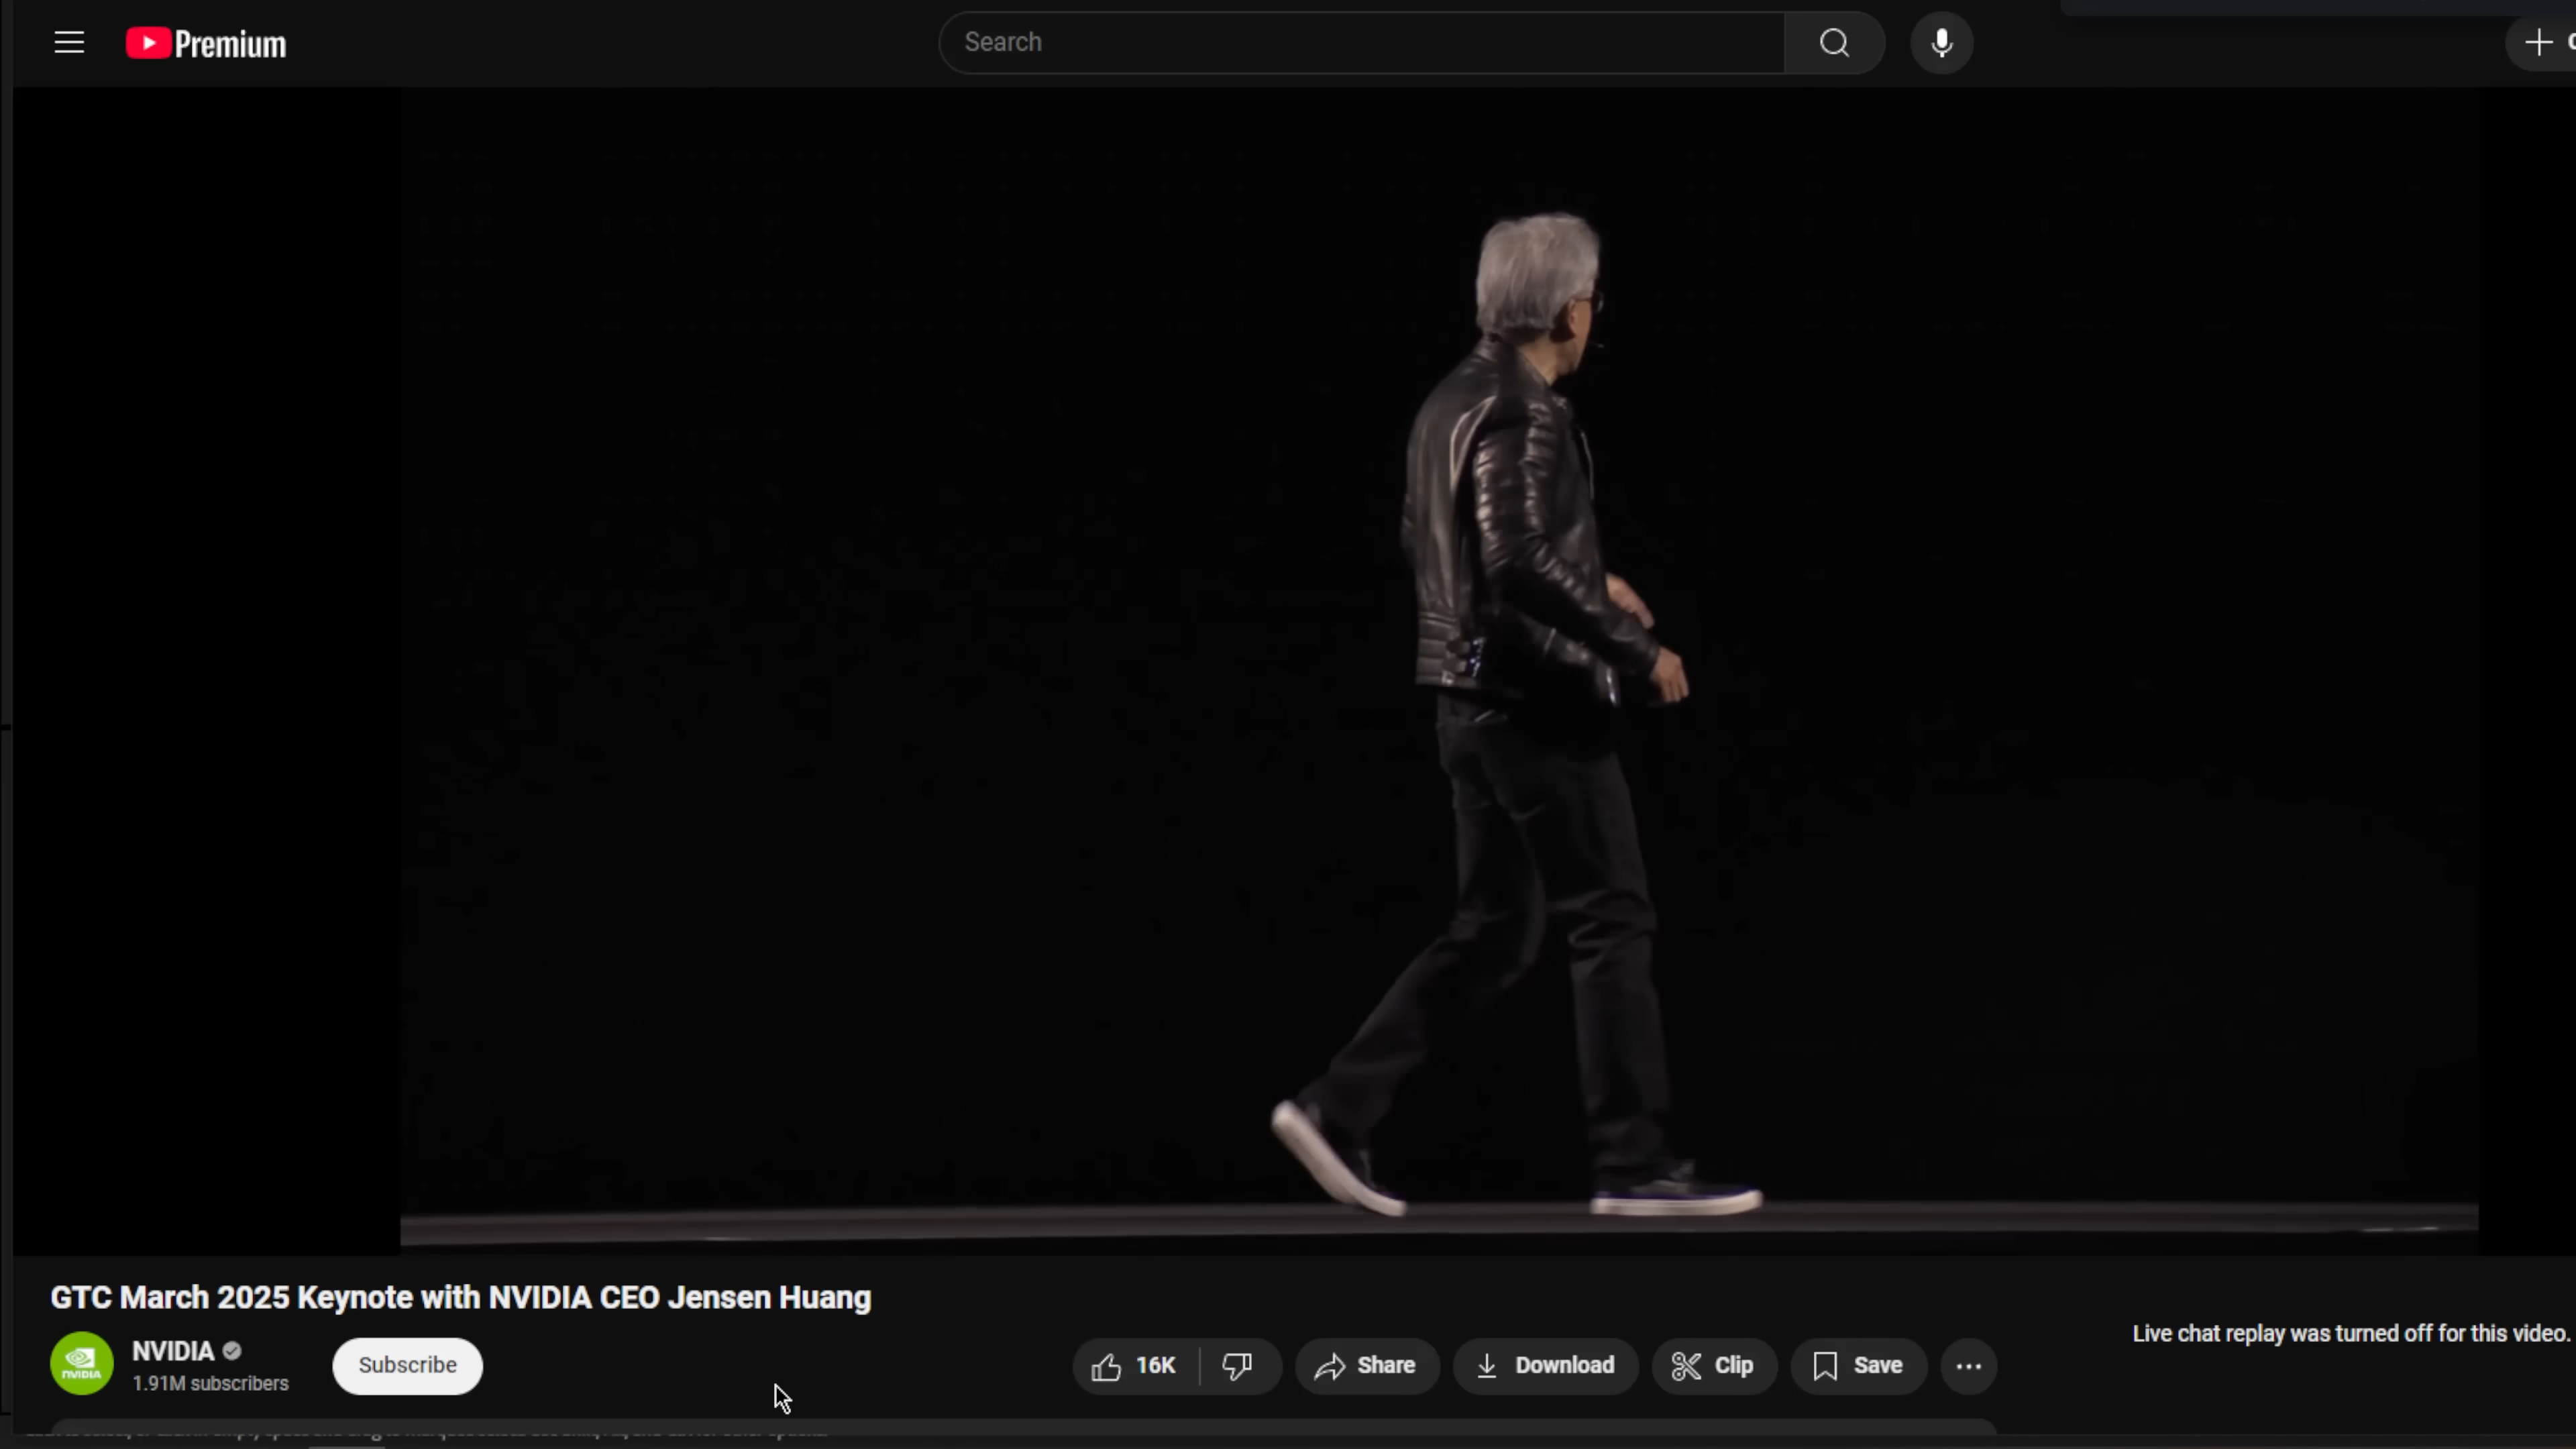 Premium
Search
GTC March 2025 Keynote with NVIDIA CEO Jensen Huang
NVIDIA
NVIDIA
1.91M subscribers
Subscribe
16K
Share
Download
Clip
Save
Live chat replay was turned off for this video.